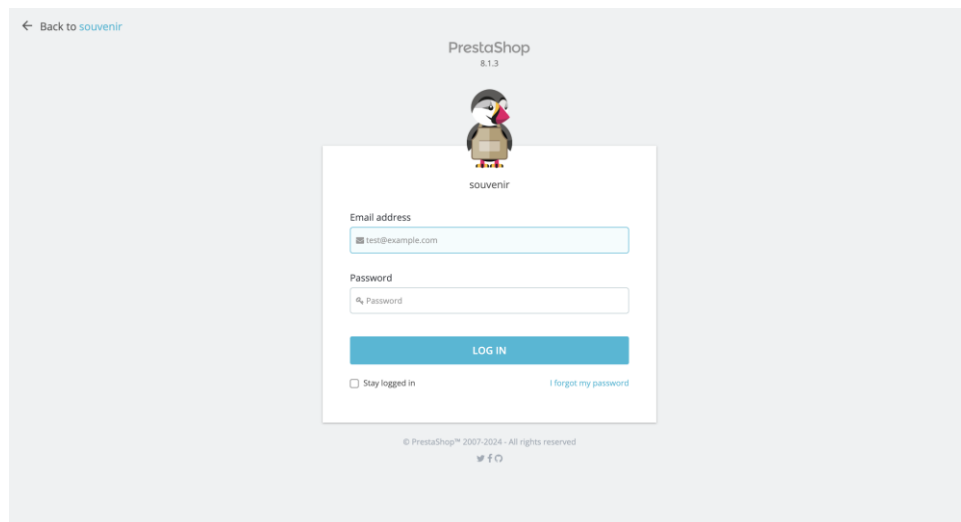 Back to souvenir
PrestaShop
8.1.3
souvenir
Email address
test@example.com
Password
Password
LOG IN
Stay logged in I forgot my password
© PrestaShop™ 2007-2024 - All rights reserved